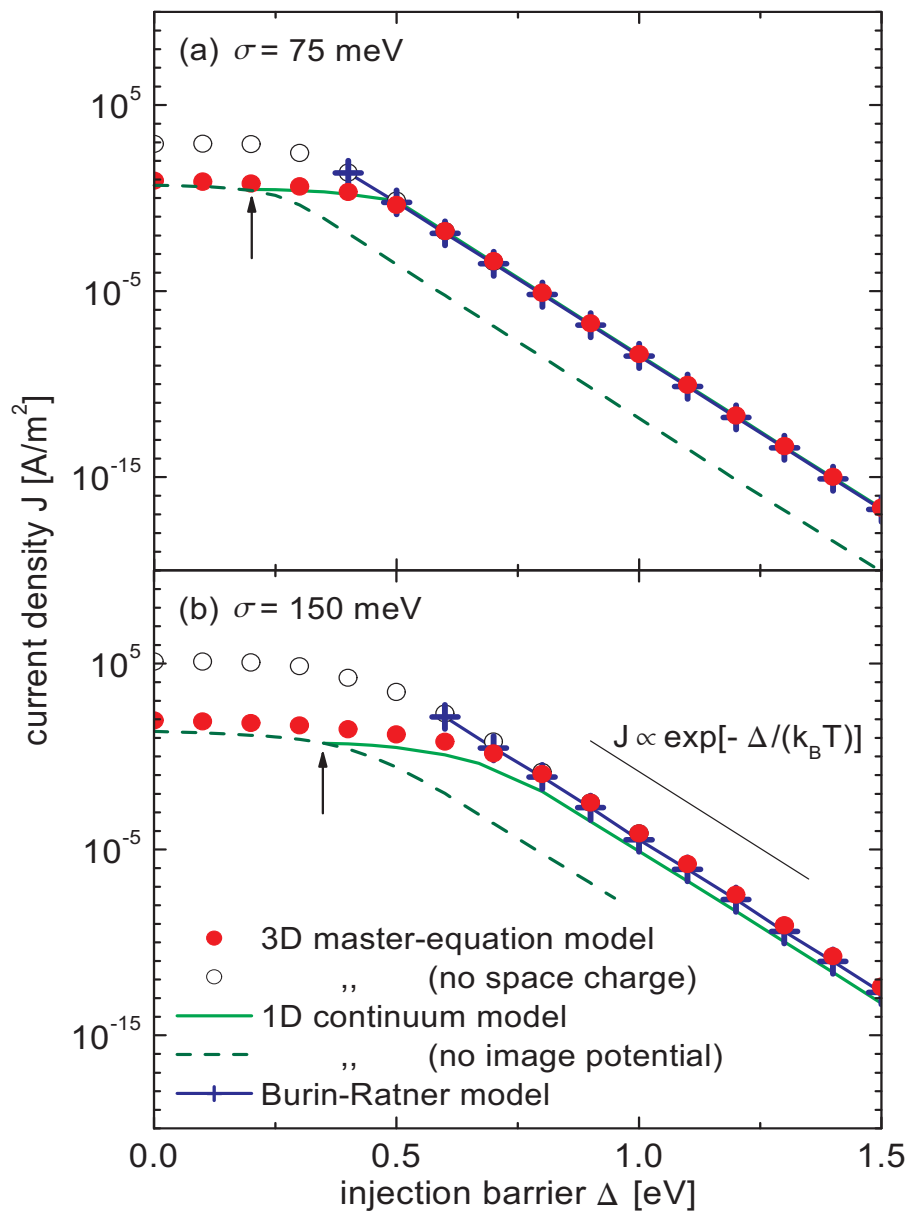 (a) σ = 75 meV
10^5
10^-5
10^-15
current density J [A/m^2]
(b) σ = 150 meV
10^5
J ∝ exp[- Δ/(k_BT)]
10^-5
3D master-equation model
,, (no space charge)
1D continuum model
10^-15
,, (no image potential)
Burin-Ratner model
0.0 0.5 1.0 1.5
injection barrier Δ [eV]